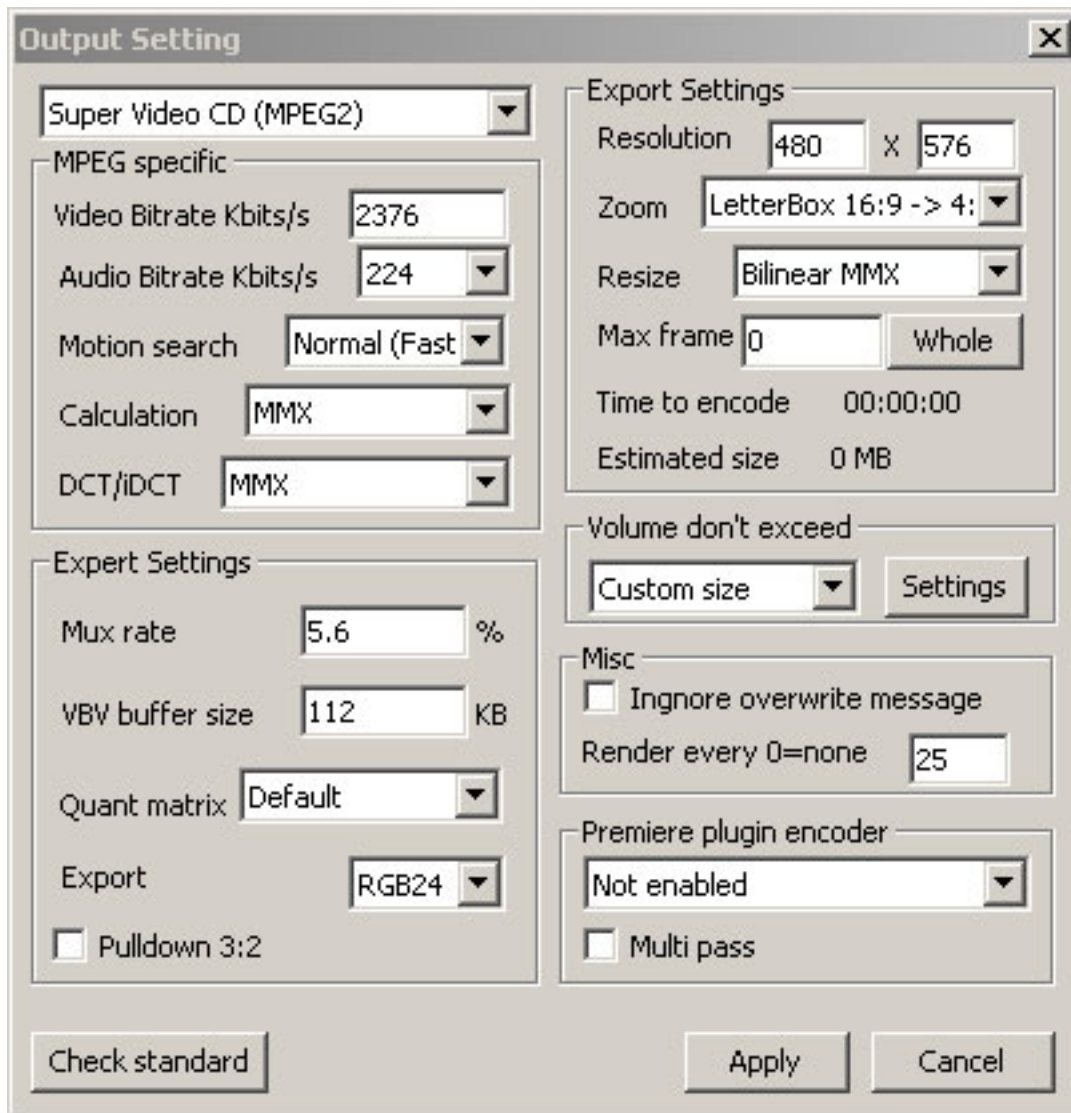 Output Setting
Super Video CD (MPEG2)
MPEG specific
Video Bitrate Kbits/s 2376
Audio Bitrate Kbits/s 224
Motion search Normal (Fast
Calculation MMX
DCT/iDCT MMX
Expert Settings
Mux rate 5.6 %
VBV buffer size 112 KB
Quant matrix Default
Export RGB24
Pulldown 3:2
Export Settings
Resolution 480 X 576
Zoom LetterBox 16:9 -> 4:
Resize Bilinear MMX
Max frame 0 Whole
Time to encode 00:00:00
Estimated size 0 MB
Volume don't exceed
Custom size Settings
Misc
Ingnore overwrite message
Render every 0=none 25
Premiere plugin encoder
Not enabled
Multi pass
Check standard Apply Cancel